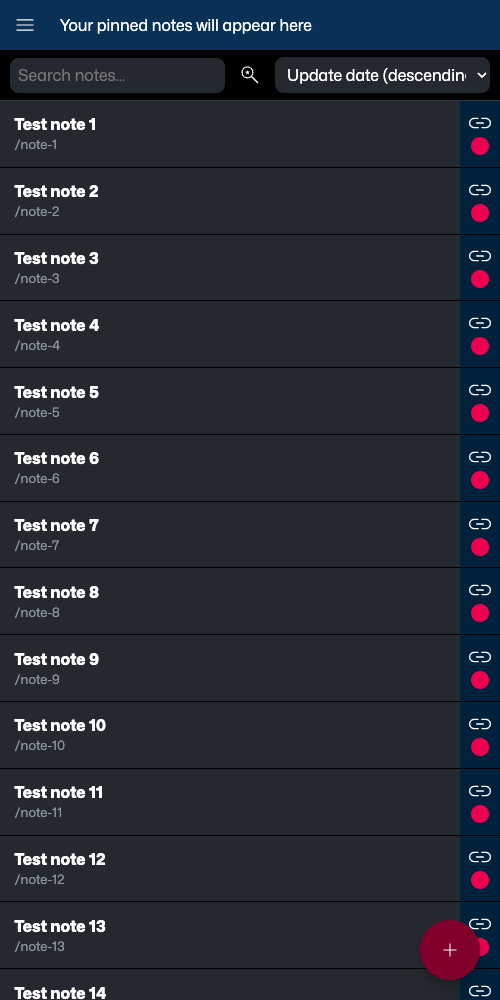 Your pinned notes will appear here
Search notes...
Update date (descendin
Test note 1
/note-1
Test note 2
/note-2
Test note 3
/note-3
Test note 4
/note-4
Test note 5
/note-5
Test note 6
/note-6
Test note 7
/note-7
Test note 8
/note-8
Test note 9
/note-9
Test note 10
/note-10
Test note 11
/note-11
Test note 12
/note-12
Test note 13
/note-13
Test note 14